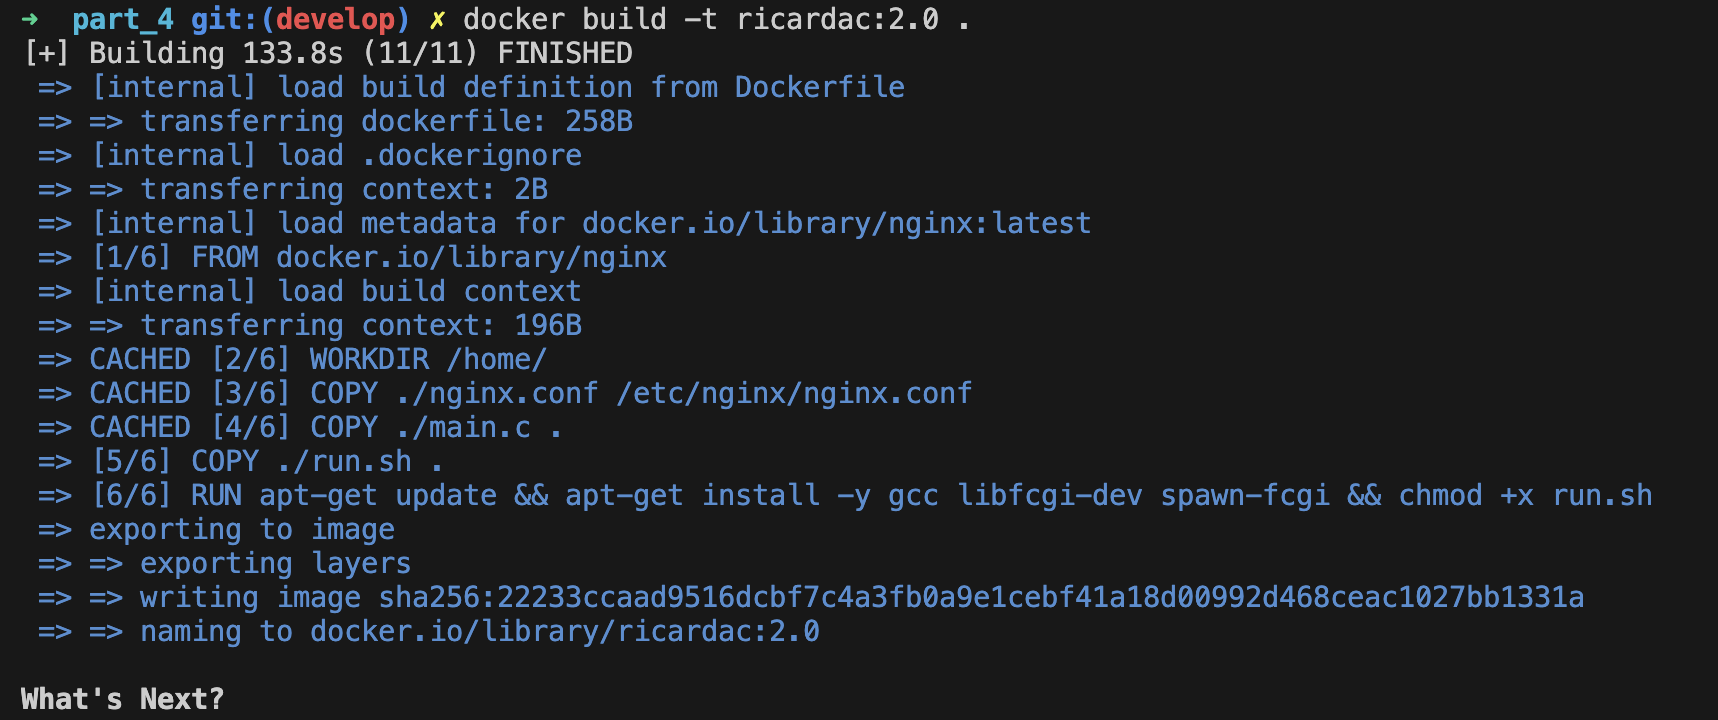 ➜ part_4 git:(develop) ✗ docker build -t ricardac:2.0 .
[+] Building 133.8s (11/11) FINISHED
=> [internal] load build definition from Dockerfile
=> => transferring dockerfile: 258B
=> [internal] load .dockerignore
=> => transferring context: 2B
=> [internal] load metadata for docker.io/library/nginx:latest
=> [1/6] FROM docker.io/library/nginx
=> [internal] load build context
=> => transferring context: 196B
=> CACHED [2/6] WORKDIR /home/
=> CACHED [3/6] COPY ./nginx.conf /etc/nginx/nginx.conf
=> CACHED [4/6] COPY ./main.c .
=> [5/6] COPY ./run.sh .
=> [6/6] RUN apt-get update && apt-get install -y gcc libfcgi-dev spawn-fcgi && chmod +x run.sh
=> exporting to image
=> => exporting layers
=> => writing image sha256:22233ccaad9516dcbf7c4a3fb0a9e1cebf41a18d00992d468ceac1027bb1331a
=> => naming to docker.io/library/ricardac:2.0
What's Next?